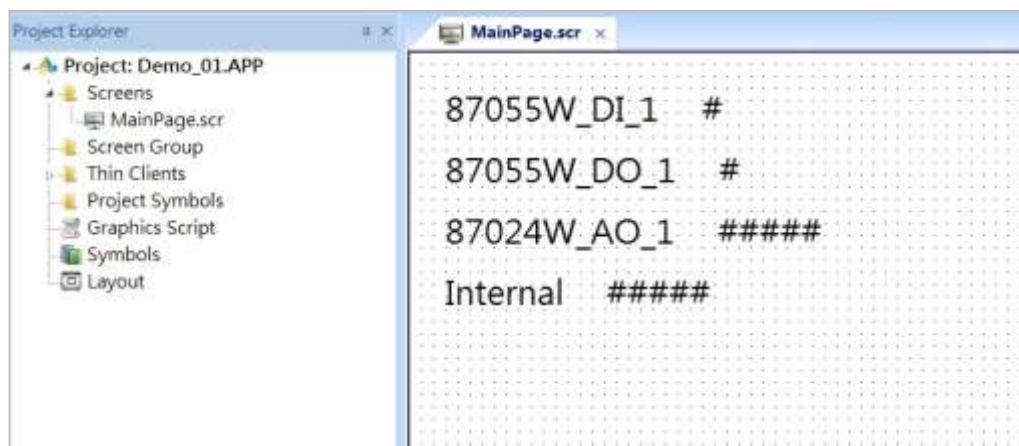 Project Explorer
Project: Demo_01.APP
Screens
MainPage.scr
Screen Group
Thin Clients
Project Symbols
Graphics Script
Symbols
Layout
MainPage.scr
87055W_DI_1 #
87055W_DO_1 #
87024W_AO_1 #####
Internal #####